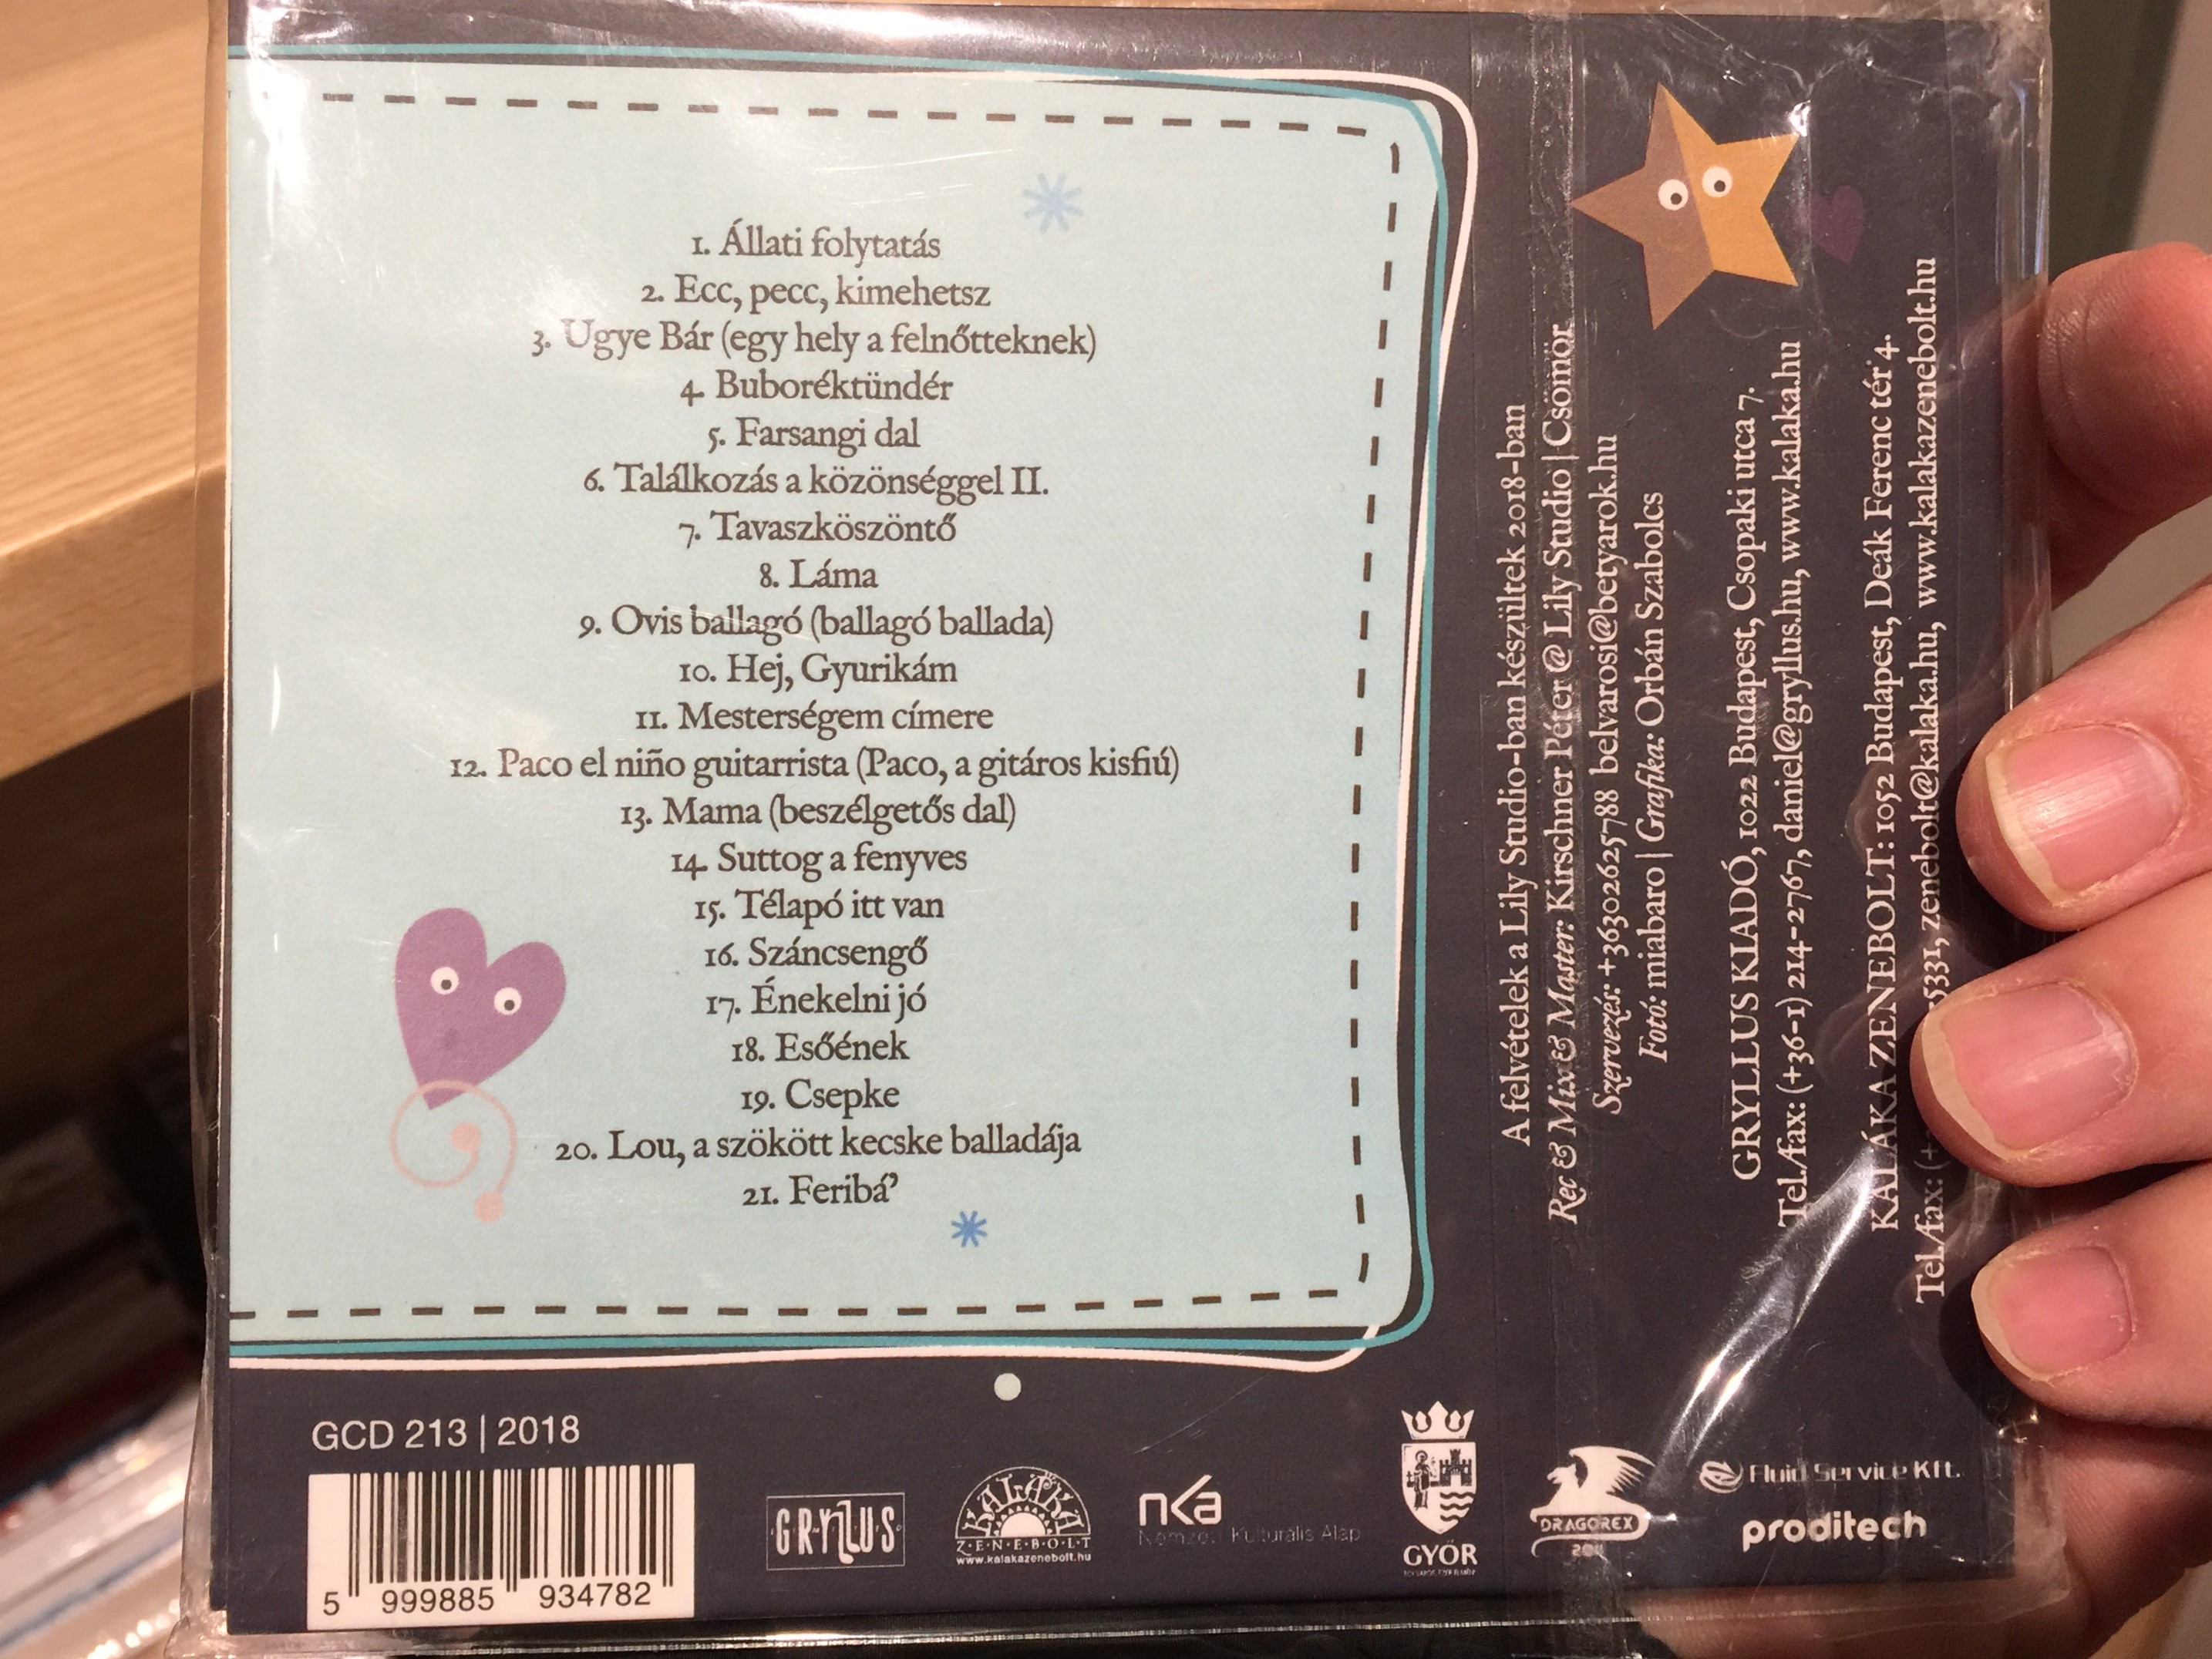 1. Állati folytatás
2. Ecc, pecc, kimehetsz
3. Ugye Bár (egy hely a felnőtteknek)
4. Buboréktündér
5. Farsangi dal
6. Találkozás a közönséggel II.
7. Tavaszköszöntő
8. Láma
9. Ovis ballagó (ballagó ballada)
10. Hej, Gyurikám
11. Mesterségem címere
12. Paco el niño guitarrista (Paco, a gitáros kisfiú)
13. Mama (beszélgetős dal)
14. Suttog a fenyves
15. Télapó itt van
16. Száncsengő
17. Énekelni jó
18. Esőének
19. Csepke
20. Lou, a szökött kecske balladája
21. Feribá’
A felvételek a Lily Studio-ban készültek 2018-ban
Rec & Mix & Master: Kirschner Péter @ Lily Studio | Csömör
Szervezés: +36302625788 belvarosi@betyarok.hu
Fotó: miabaro | Grafika: Orbán Szabolcs
GRYLLUS KIADÓ, 1022 Budapest, Csopaki utca 7.
Tel./fax: (+36-1) 214-2767, daniel@gryllus.hu, www.kalaka.hu
KALÁKA ZENEBOLT: 1052 Budapest, Deák Ferenc tér 4.
Tel./fax: (+ 5331, zenebolt@kalaka.hu, www.kalakazenebolt.hu
GCD 213 | 2018
5 999885 934782
GRYLLUS
KALÁKA
ZENEBOLT
www.kalakazenebolt.hu
nka
Nemzeti Kulturális Alap
GYŐR
DRAGOREX
2011
Fluid Service Kft.
proditech